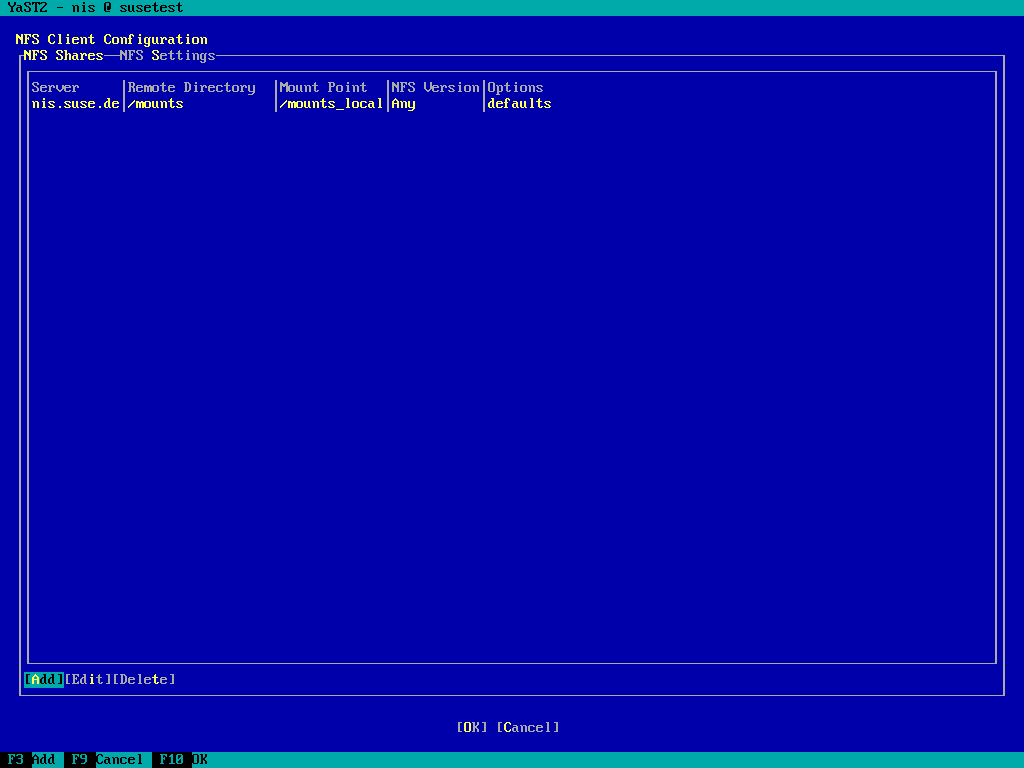 YaST2 - nis @ susetest
NFS Client Configuration
NFS Shares NFS Settings
Server Remote Directory Mount Point NFS Version Options
nis.suse.de /mounts /mounts_local Any defaults
[Add][Edit][Delete]
[OK] [Cancel]
F3 Add F9 Cancel F10 OK